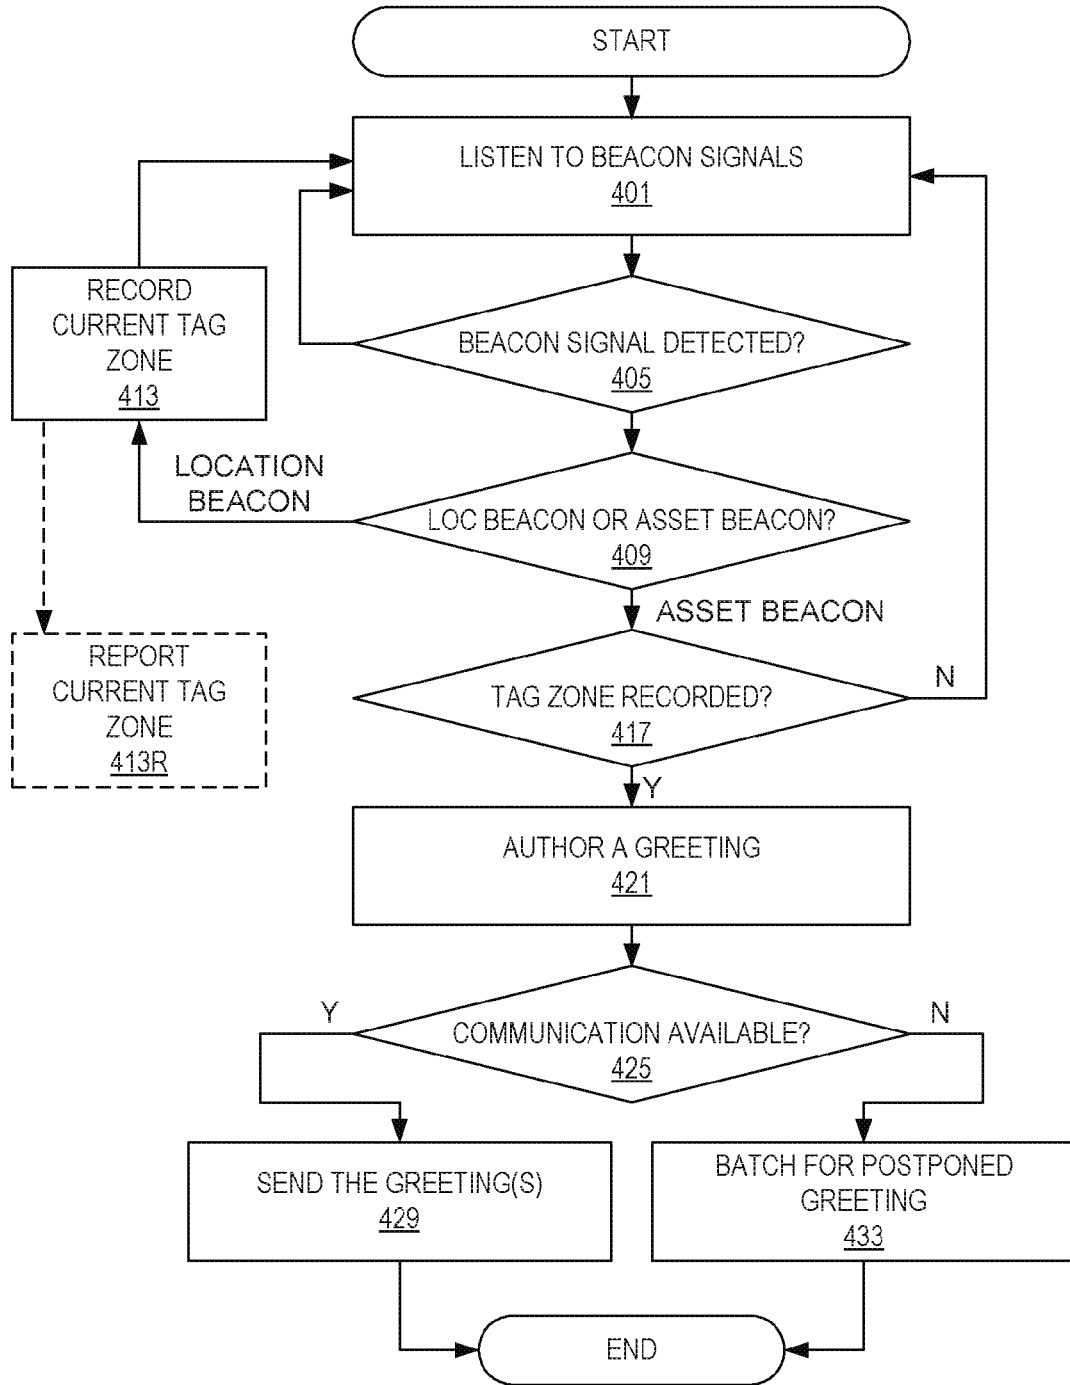 START
LISTEN TO BEACON SIGNALS
401
RECORD
CURRENT TAG
ZONE
413
BEACON SIGNAL DETECTED?
405
LOCATION
BEACON
LOC BEACON OR ASSET BEACON?
409
ASSET BEACON
REPORT
CURRENT TAG
ZONE
413R
TAG ZONE RECORDED?
417
N
Y
AUTHOR A GREETING
421
Y
COMMUNICATION AVAILABLE?
425
N
SEND THE GREETING(S)
429
BATCH FOR POSTPONED
GREETING
433
END